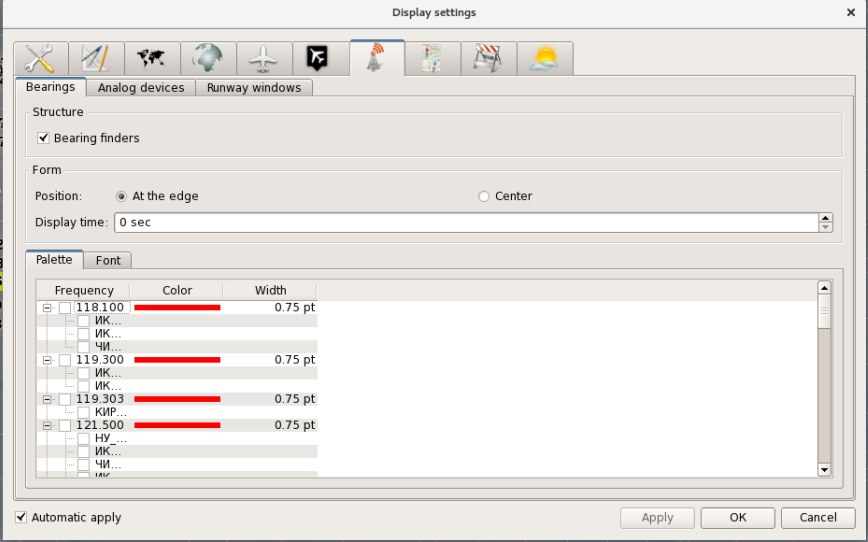 Display settings
Bearings Analog devices Runway windows
Structure
Bearing finders
Form
Position: At the edge Center
Display time: 0 sec
Palette Font
Frequency Color Width
118.100 0.75 pt
ИК...
ИК...
ЧИ...
119.300 0.75 pt
ИК...
ИК...
119.303 0.75 pt
КИР...
121.500 0.75 pt
НУ_...
ИК...
ЧИ...
ИК...
Automatic apply Apply OK Cancel